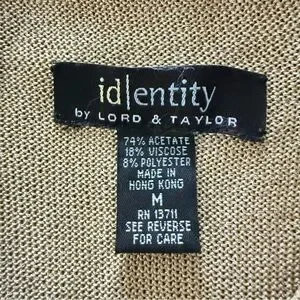 id|entity
by LORD & TAYLOR
74% ACETATE
18% VISCOSE
8% POLYESTER
MADE IN
HONG KONG
M
RN 13711
SEE REVERSE
FOR CARE